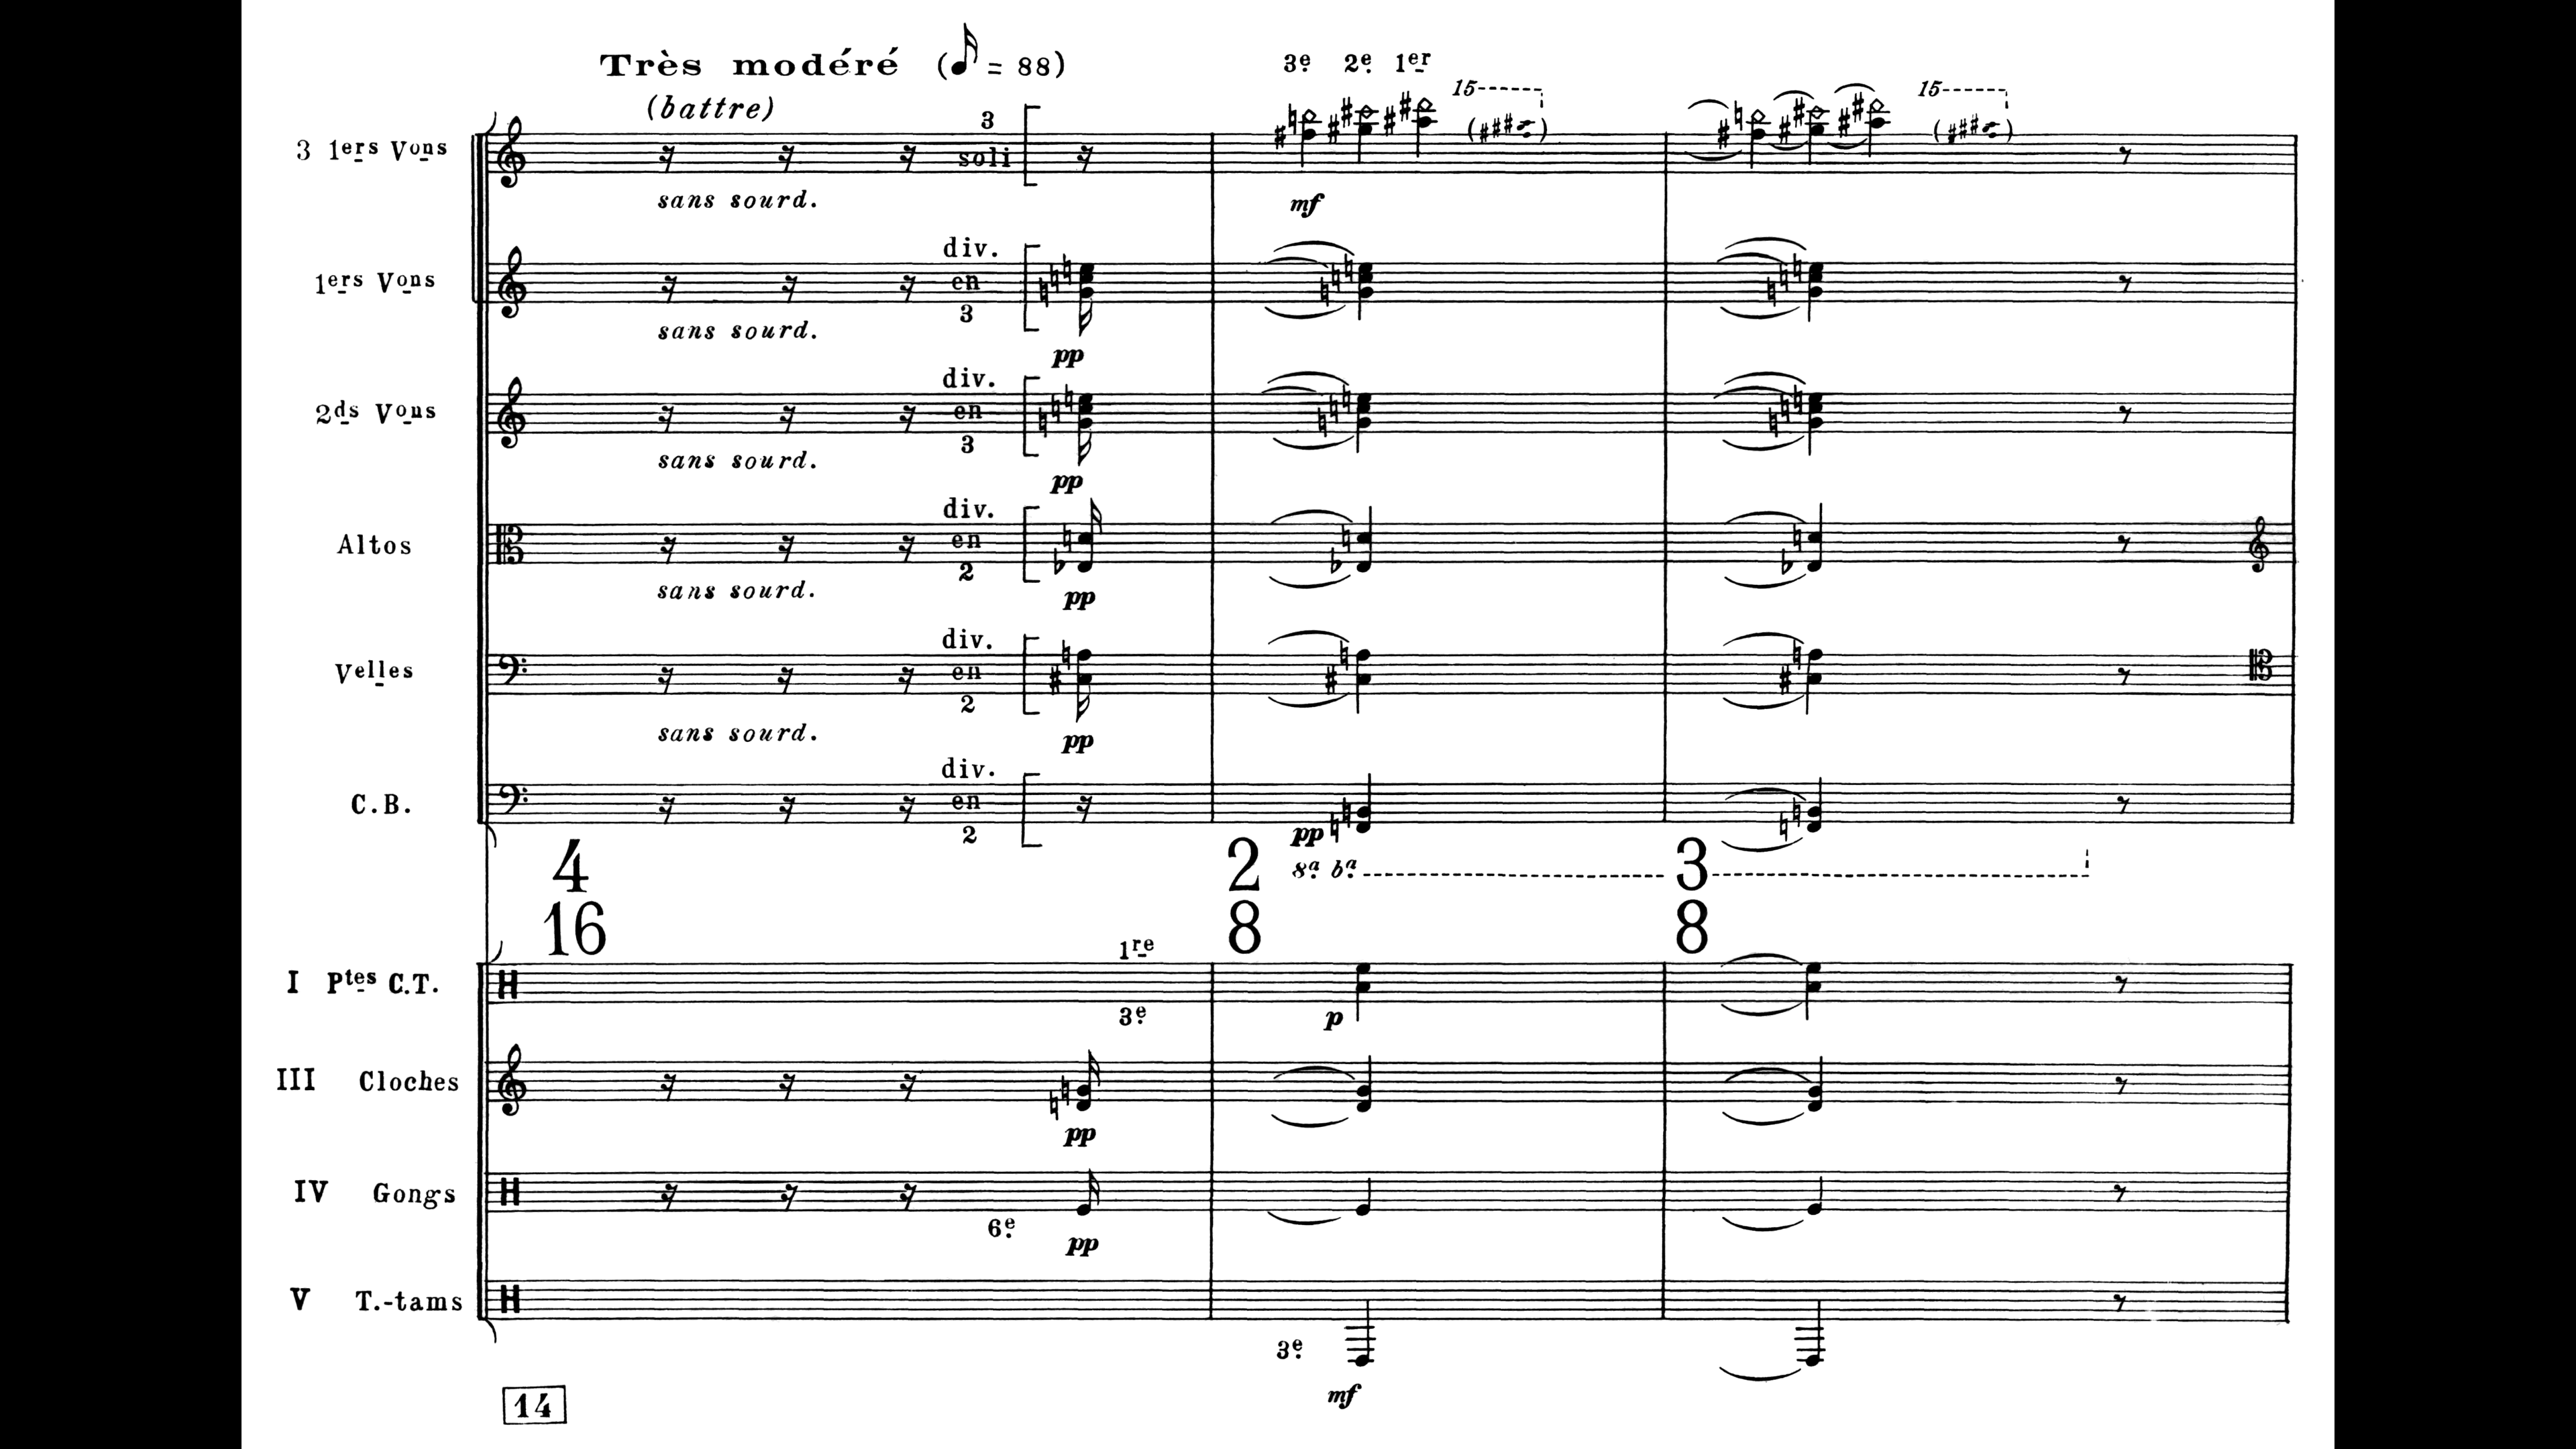 Très modéré (♪ = 88)
3e 2e 1er
15
15
(battre)
3 1ers Vons
3
soli
sans sourd.
mf
1ers Vons
div.
en
3
sans sourd.
pp
2ds Vons
div.
en
3
sans sourd.
pp
Altos
div.
en
2
sans sourd.
pp
Velles
div.
en
2
sans sourd.
pp
C.B.
div.
en
2
pp
8a ba
4 2 3
16 8 8
I Ptes C.T.
1re
3e
p
III Cloches
pp
IV Gongs
6e
pp
V T.-tams
3e
mf
14